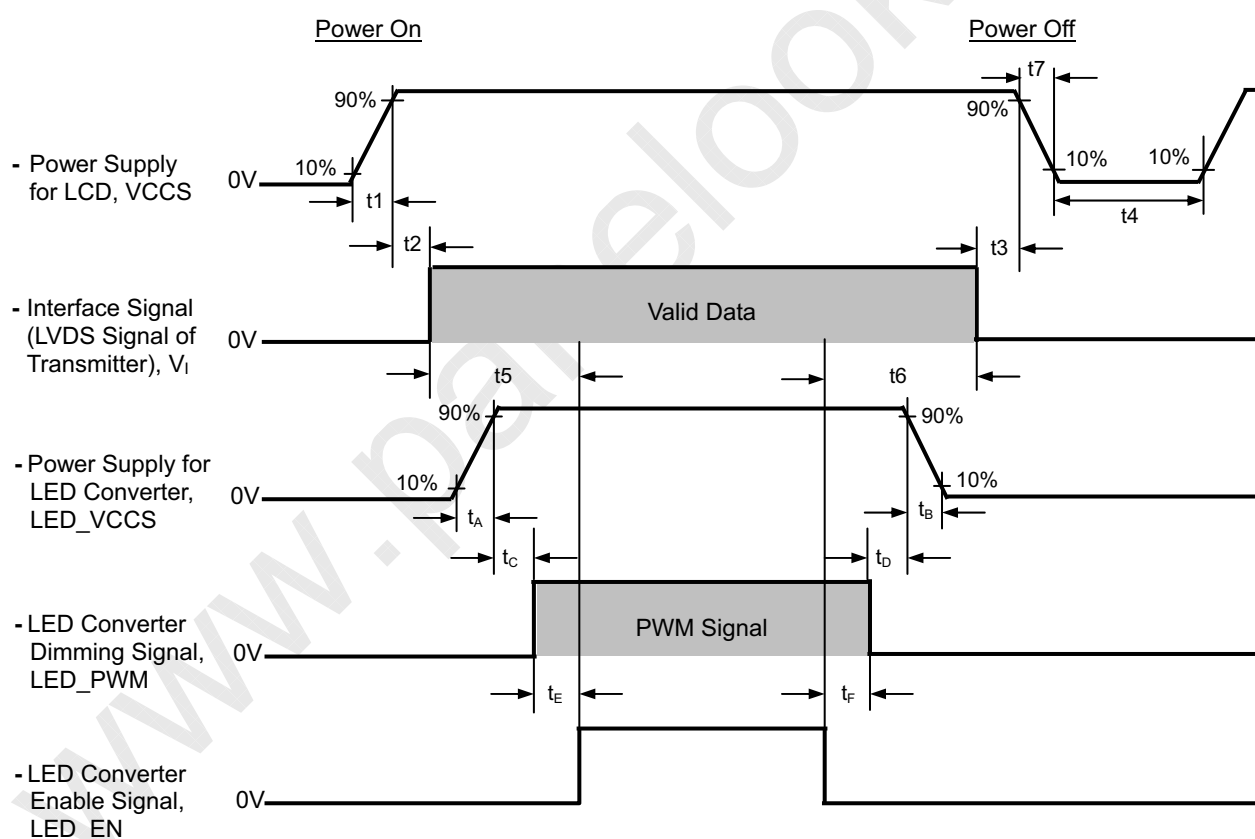 Power On
Power Off
t7
90%
90%
- Power Supply
for LCD, VCCS
0V
10%
10%
10%
t1
t4
t2
t3
- Interface Signal
(LVDS Signal of
Transmitter), VI
0V
Valid Data
t5
t6
90%
90%
- Power Supply for
LED Converter,
LED_VCCS
0V
10%
10%
tA
tB
tC
tD
- LED Converter
Dimming Signal,
LED_PWM
0V
PWM Signal
tE
tF
- LED Converter
Enable Signal,
LED_EN
0V